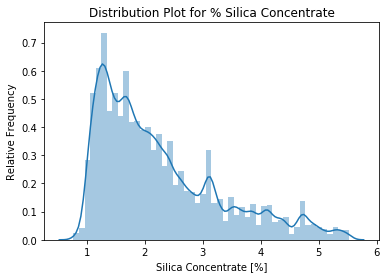 Distribution Plot for % Silica Concentrate
Relative Frequency
0.7
0.6
0.5
0.4
0.3
0.2
0.1
0.0
1 2 3 4 5 6
Silica Concentrate [%]